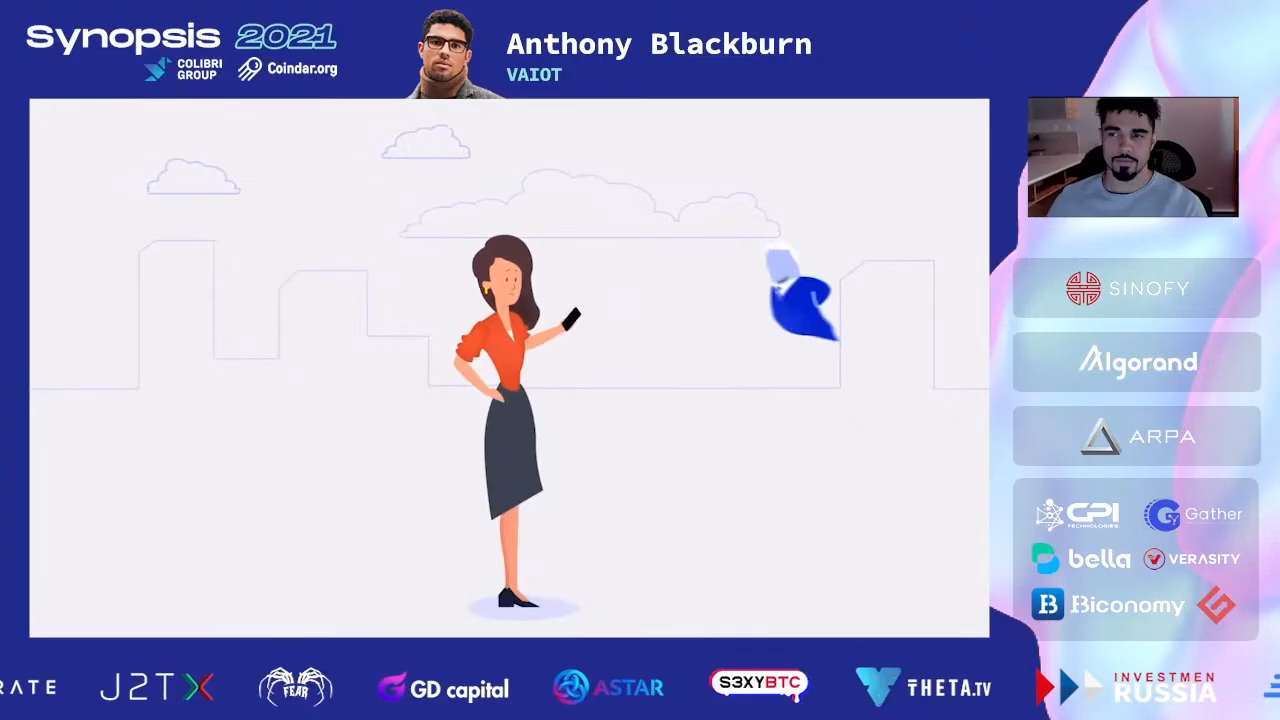 Synopsis 2021
COLIBRI
GROUP
Coindar.org
Anthony Blackburn
VAIOT
SINOFY
Algorand
ARPA
CPI
TECHNOLOGIES
Gather
bella
VERASITY
Biconomy
RATE
J2TX
FEAR
GD capital
ASTAR
S3XYBTC
THETA.TV
INVESTMEN
RUSSIA